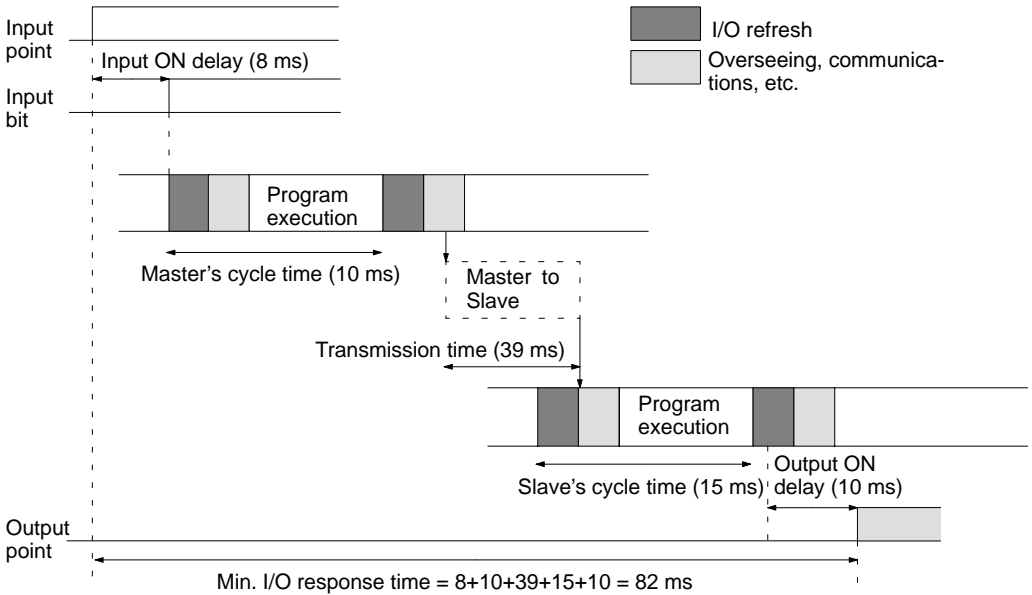 Input
point
I/O refresh
Overseeing, communica-
tions, etc.
Input ON delay (8 ms)
Input
bit
Program
execution
Master's cycle time (10 ms)
Master to
Slave
Transmission time (39 ms)
Program
execution
Slave's cycle time (15 ms)
Output ON
delay (10 ms)
Output
point
Min. I/O response time = 8+10+39+15+10 = 82 ms